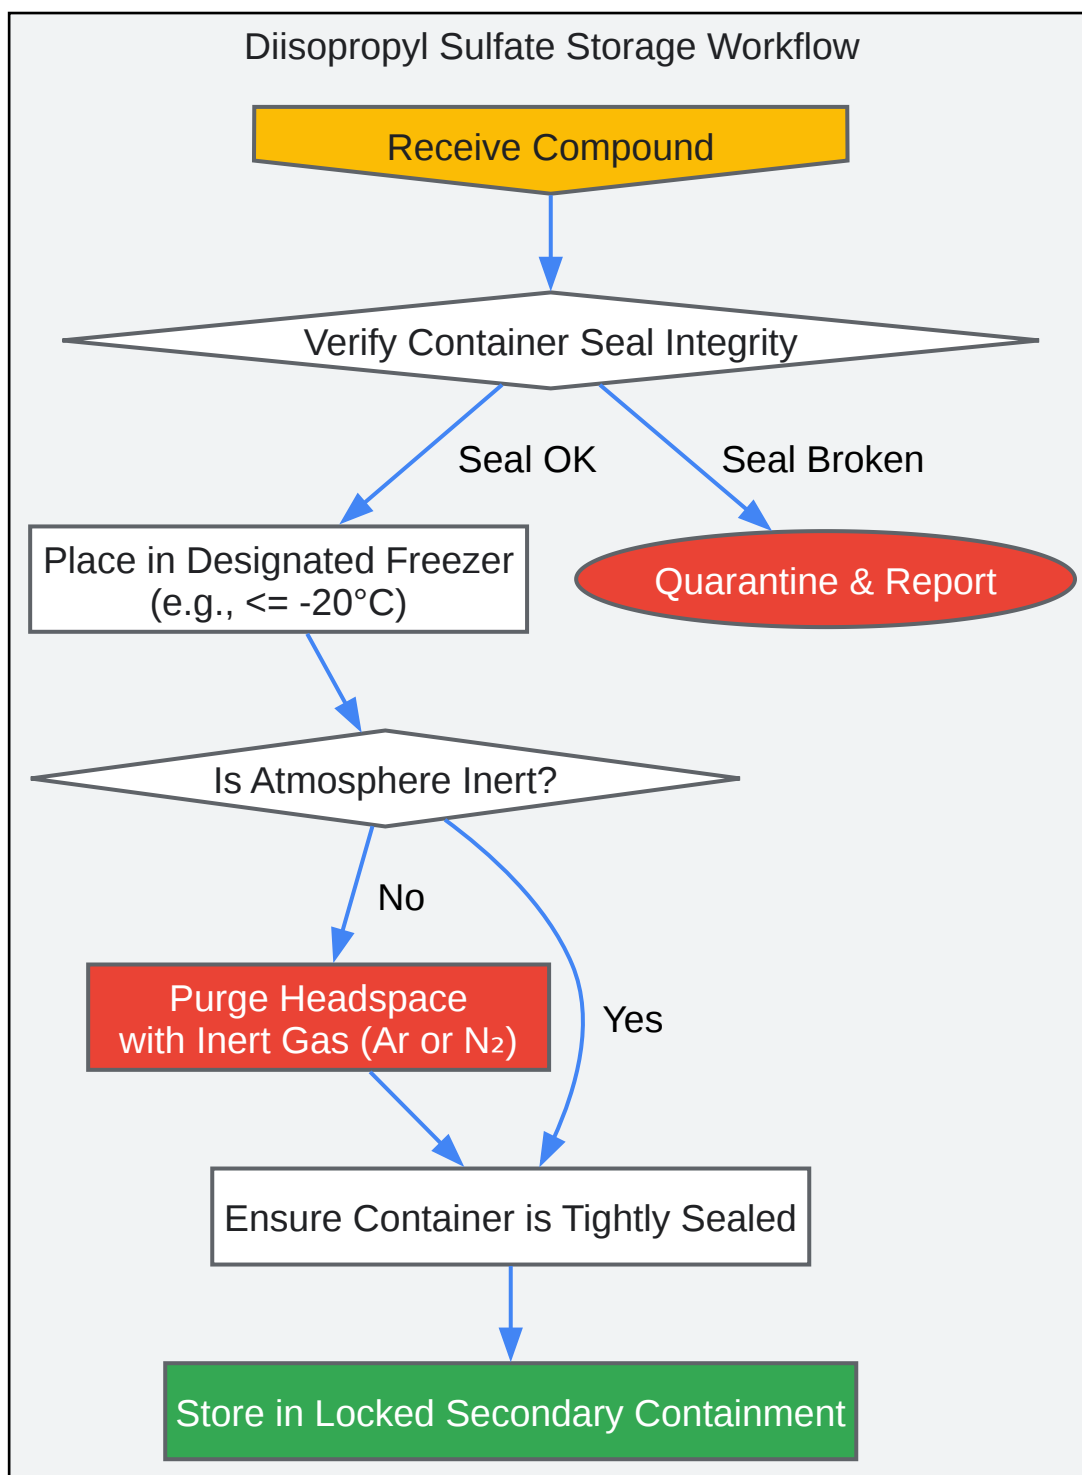 Diisopropyl Sulfate Storage Workflow
Receive Compound
Verify Container Seal Integrity
Seal OK
Seal Broken
Place in Designated Freezer
(e.g., <= -20°C)
Quarantine & Report
Is Atmosphere Inert?
No
Purge Headspace
with Inert Gas (Ar or N₂)
Yes
Ensure Container is Tightly Sealed
Store in Locked Secondary Containment